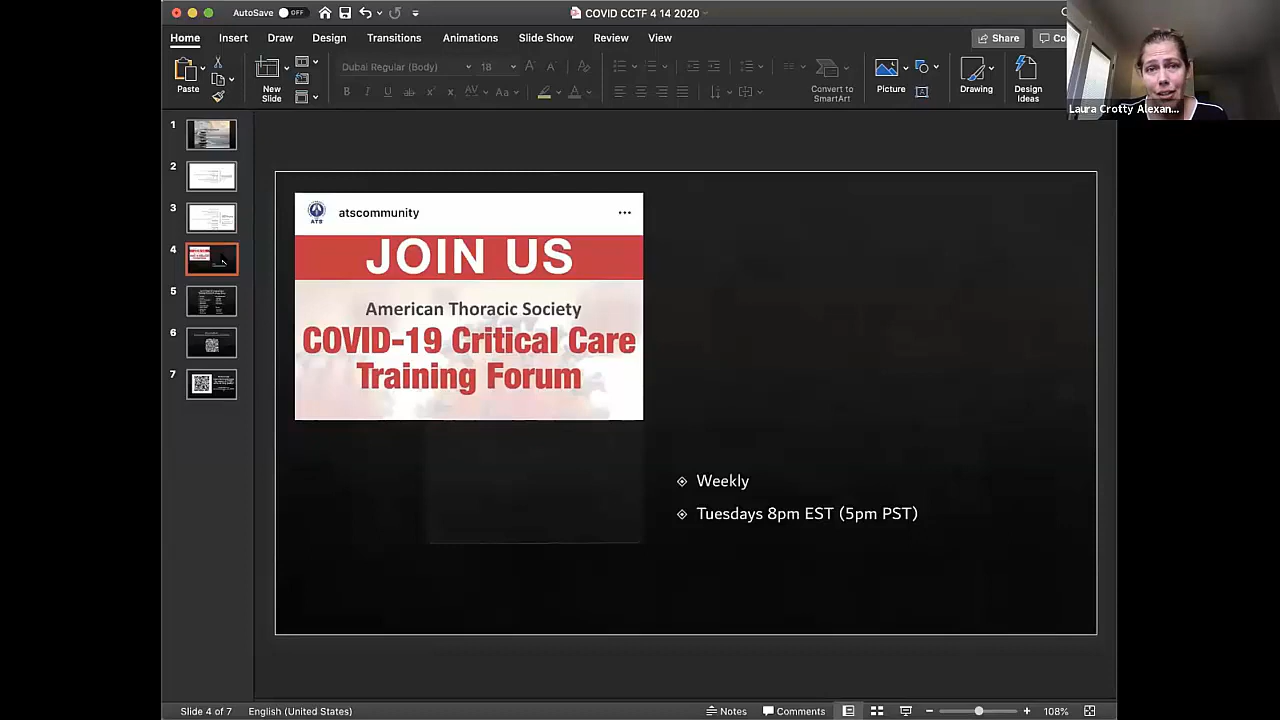 AutoSave OFF
COVID CCTF 4 14 2020
Home Insert Draw Design Transitions Animations Slide Show Review View
Share
Co
Laura Crotty Alexan...
Paste
New
Slide
Dubai Regular (Body)
18
Convert to
SmartArt
Picture
Drawing
Design
Ideas
1
2
3
4
5
6
7
ATS
atscommunity
JOIN US
American Thoracic Society
COVID-19 Critical Care
Training Forum
Weekly
Tuesdays 8pm EST (5pm PST)
Slide 4 of 7
English (United States)
Notes
Comments
108%